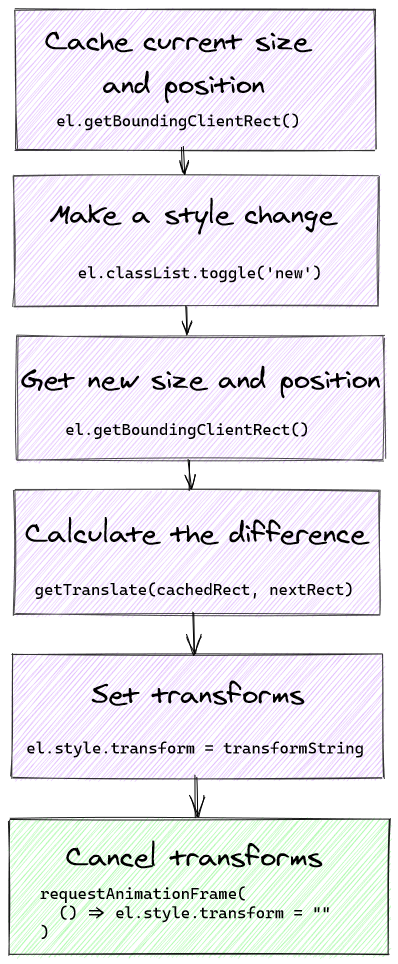 Cache current size
and position
el.getBoundingClientRect()
Make a style change
el.classList.toggle('new')
Get new size and position
el.getBoundingClientRect()
Calculate the difference
getTranslate(cachedRect, nextRect)
Set transforms
el.style.transform = transformString
Cancel transforms
requestAnimationFrame(
  () => el.style.transform = ""
)